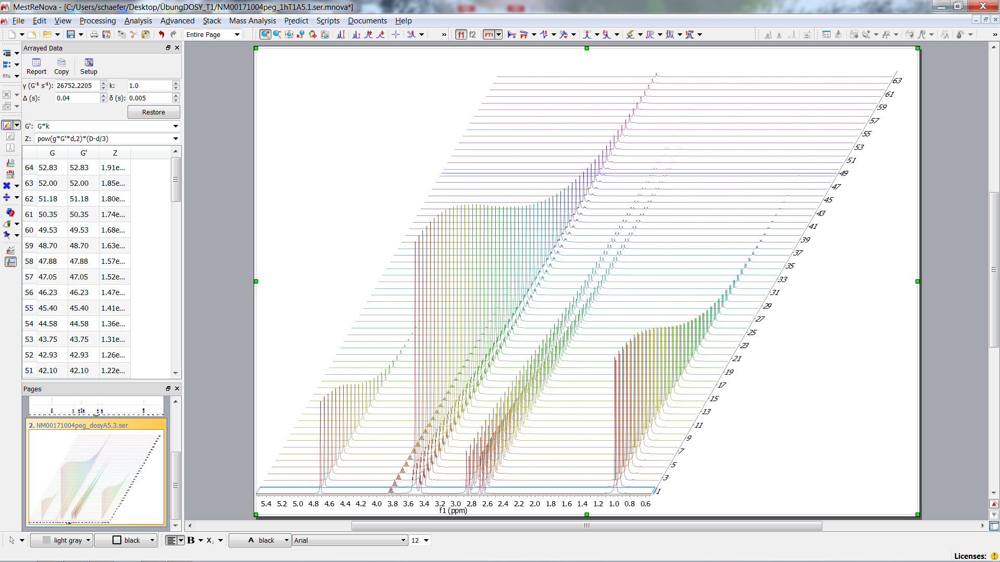 MestReNova - [C:/Users/schaefer/Desktop/ÜbungDOSY_T1/NM00171004peg_1hT1A5.1.ser.mnova*]
File Edit View Processing Analysis Advanced Stack Mass Analysis Predict Scripts Documents Help
Entire Page » f1 f2 FT1 FT »
Arrayed Data
Report Copy Setup
γ (G⁻¹ s⁻¹): 26752.2205 k: 1.0
Δ (s): 0.04 δ (s): 0.005
Restore
G': G*k
Z: pow(g*G'*d,2)*(D-d/3)
G G' Z
64 52.83 52.83 1.91e...
63 52.00 52.00 1.85e...
62 51.18 51.18 1.80e...
61 50.35 50.35 1.74e...
60 49.53 49.53 1.68e...
59 48.70 48.70 1.63e...
58 47.88 47.88 1.57e...
57 47.05 47.05 1.52e...
56 46.23 46.23 1.47e...
55 45.40 45.40 1.41e...
54 44.58 44.58 1.36e...
53 43.75 43.75 1.31e...
52 42.93 42.93 1.26e...
51 42.10 42.10 1.22e...
Pages
2. NM00171004peg_dosyA5.3.ser
63
61
59
57
55
53
51
49
47
45
43
41
39
37
35
33
31
29
27
25
23
21
19
17
15
13
11
9
7
5
3
1
5.4 5.2 5.0 4.8 4.6 4.4 4.2 4.0 3.8 3.6 3.4 3.2 3.0 2.8 2.6 2.4 2.2 2.0 1.8 1.6 1.4 1.2 1.0 0.8 0.6
f1 (ppm)
light gray black B X₂ A black Arial 12
Licenses: